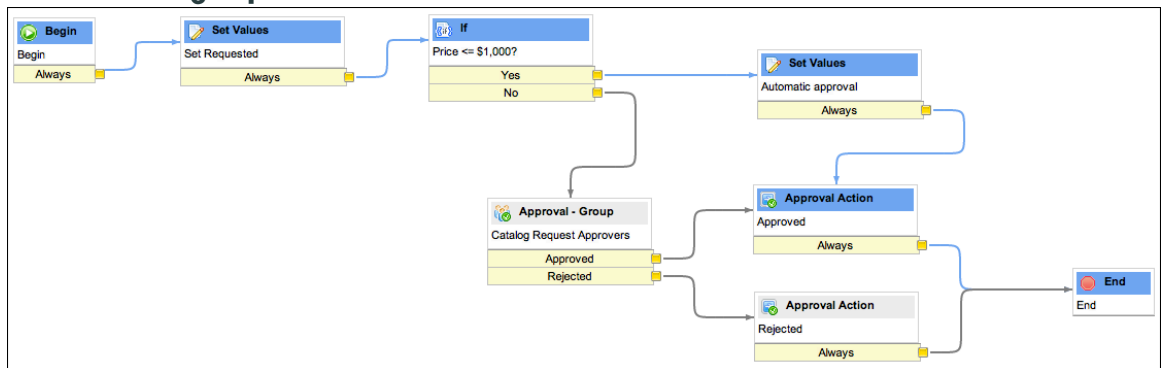 Begin
Begin
Always
Set Values
Set Requested
Always
If
Price <= $1,000?
Yes
No
Set Values
Automatic approval
Always
Approval - Group
Catalog Request Approvers
Approved
Rejected
Approval Action
Approved
Always
Approval Action
Rejected
Always
End
End